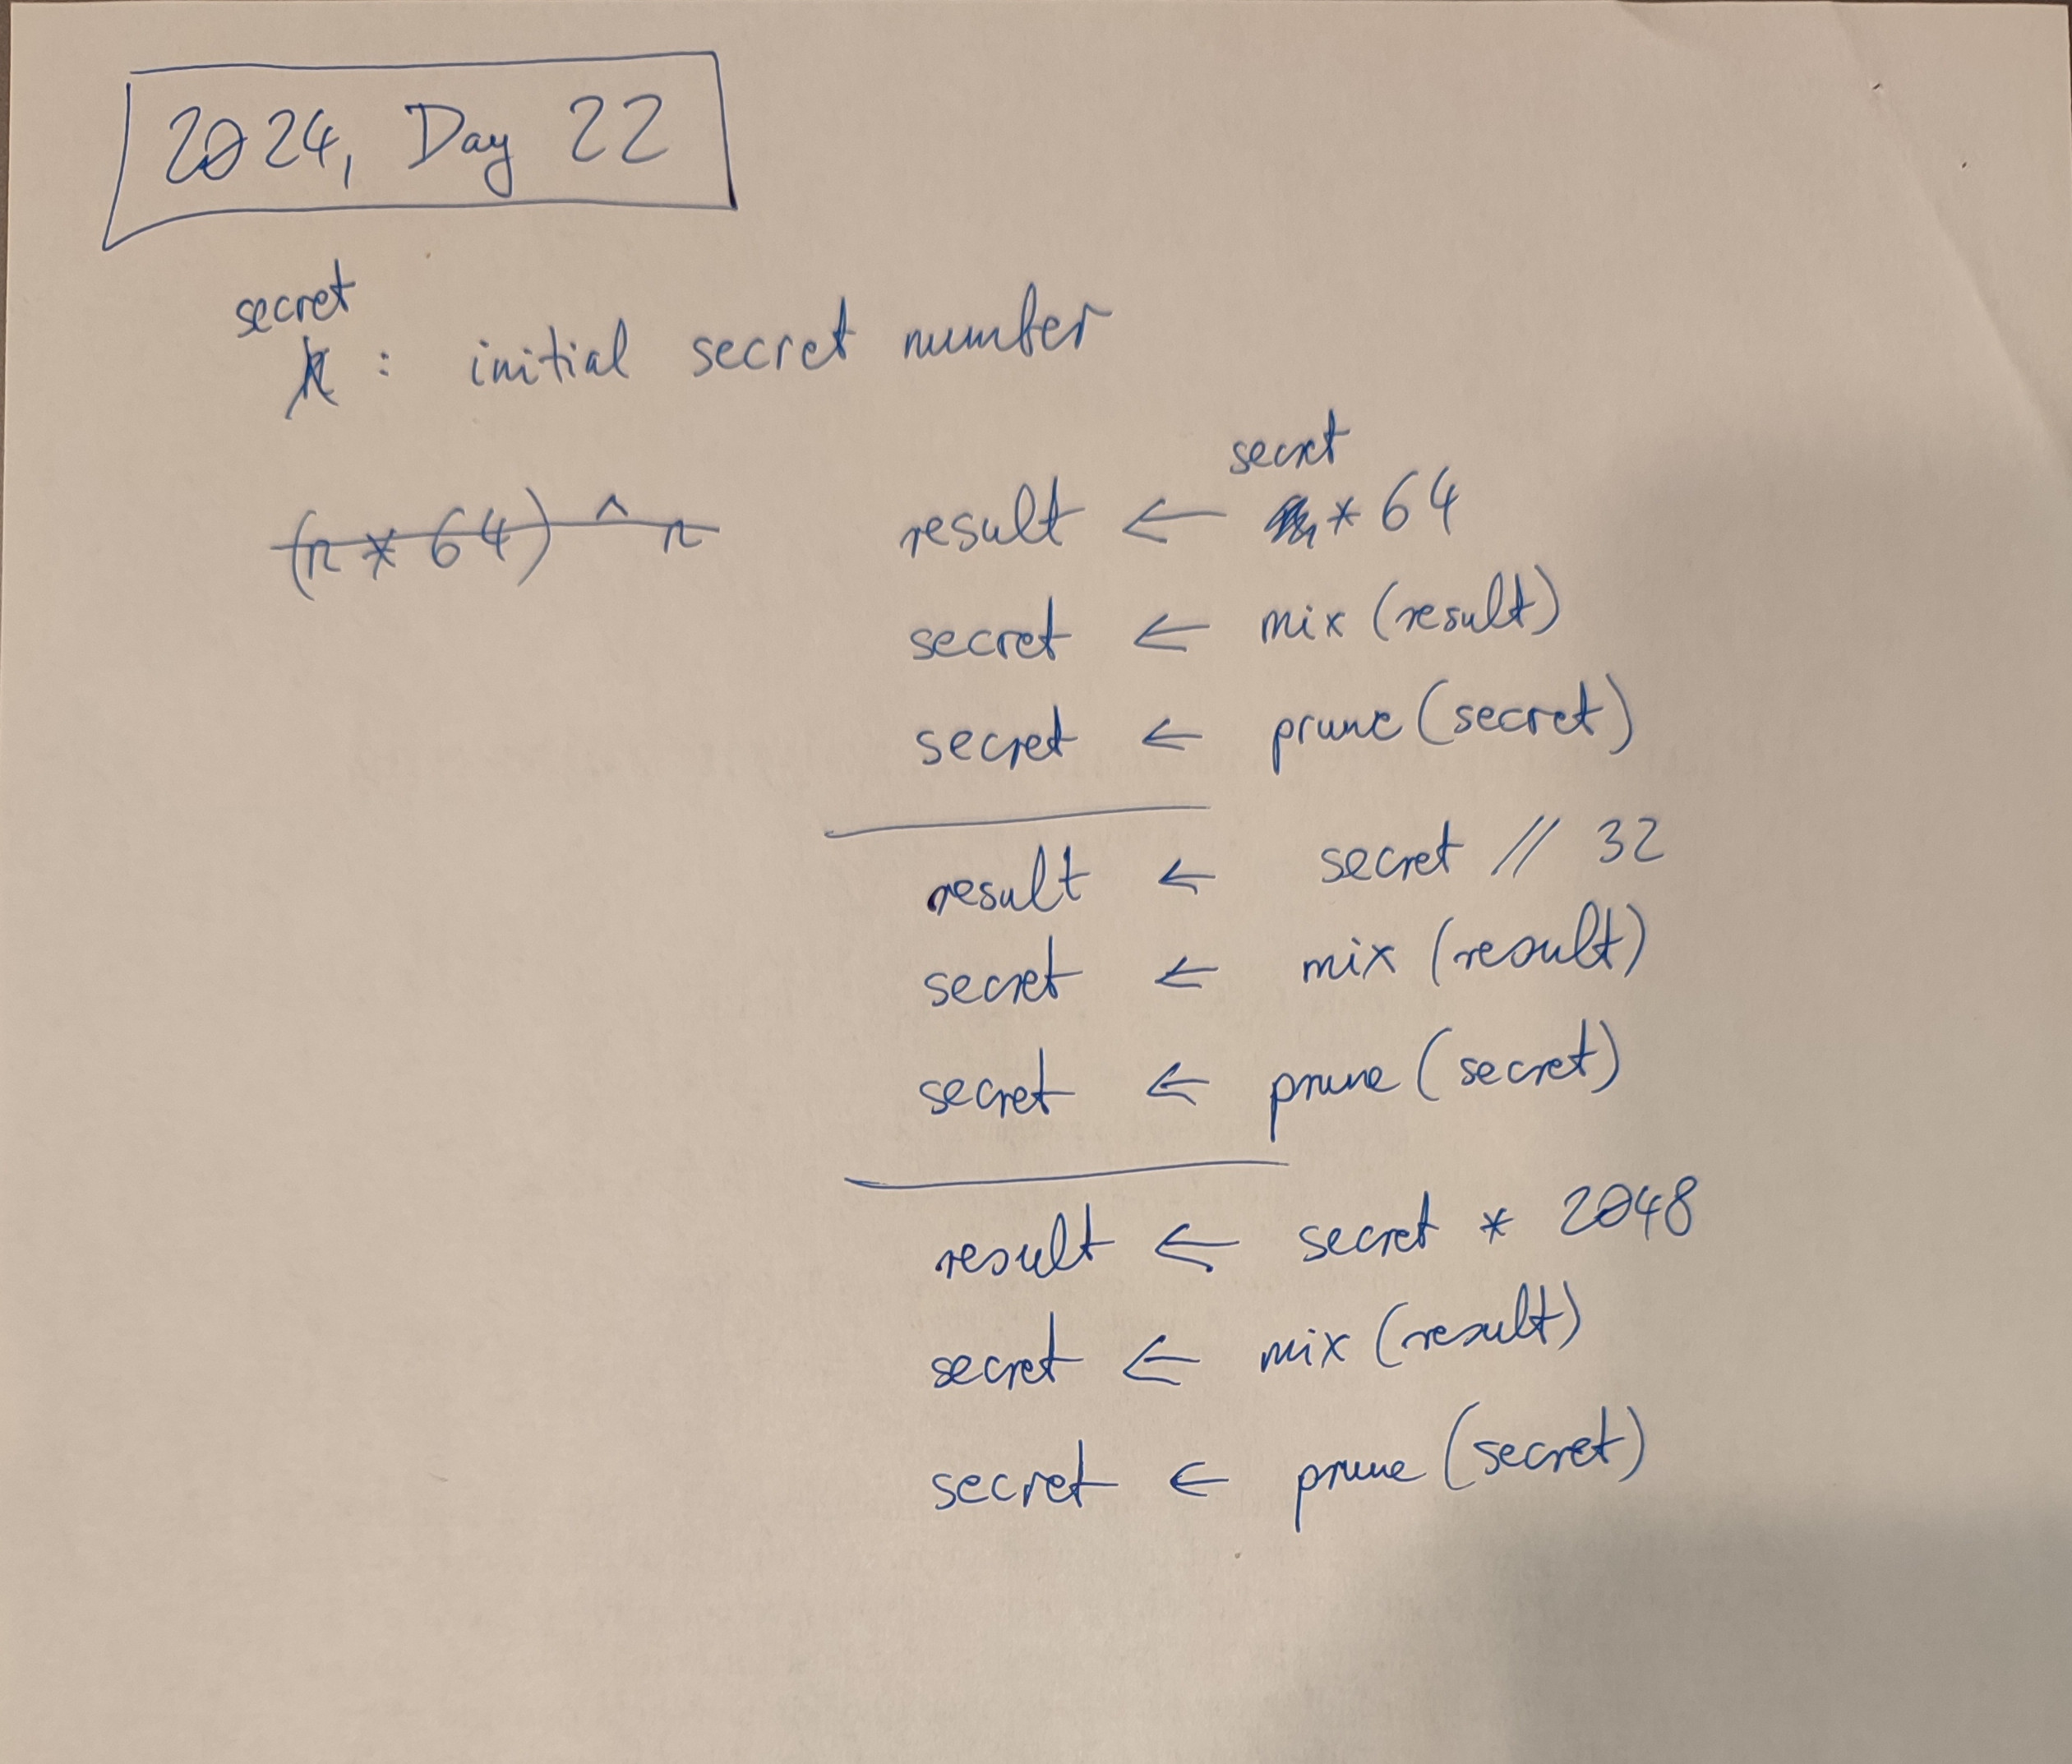 2024, Day 22
secret
n : initial secret number
(n * 64) ^ n
secret
result ← * 64
secret ← mix (result)
secret ← prune (secret)
result ← secret // 32
secret ← mix (result)
secret ← prune (secret)
result ← secret * 2048
secret ← mix (result)
secret ← prune (secret)